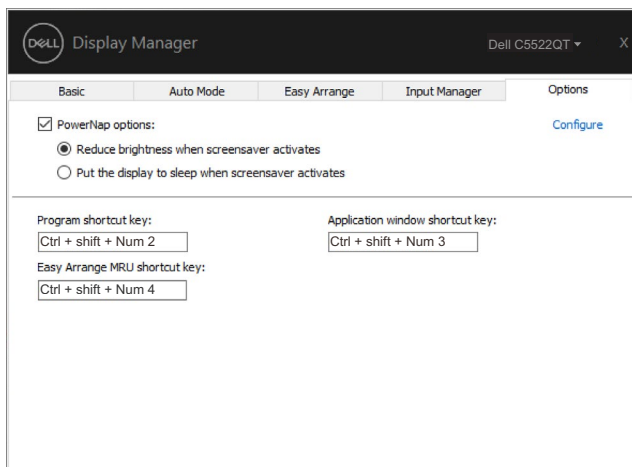 DELL Display Manager
Dell C5522QT
X
Basic Auto Mode Easy Arrange Input Manager Options
PowerNap options: Configure
Reduce brightness when screensaver activates
Put the display to sleep when screensaver activates
Program shortcut key: Application window shortcut key:
Ctrl + shift + Num 2 Ctrl + shift + Num 3
Easy Arrange MRU shortcut key:
Ctrl + shift + Num 4